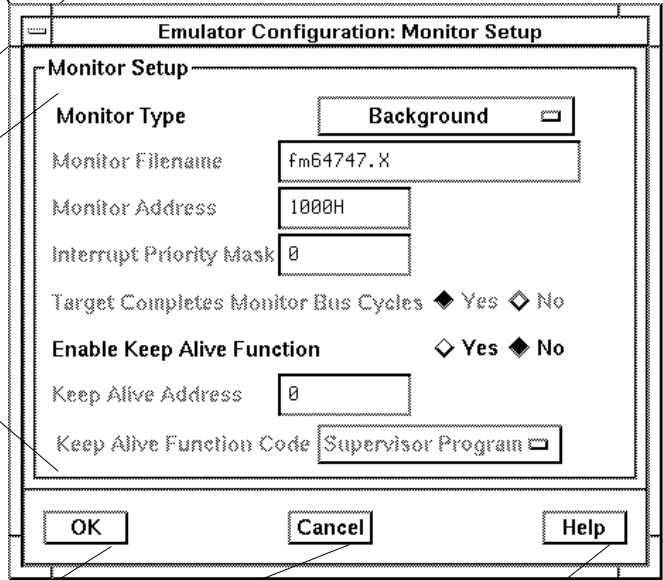 Emulator Configuration: Monitor Setup
Monitor Setup
Monitor Type Background
Monitor Filename fm64747.X
Monitor Address 1000H
Interrupt Priority Mask 0
Target Completes Monitor Bus Cycles Yes No
Enable Keep Alive Function Yes No
Keep Alive Address 0
Keep Alive Function Code Supervisor Program
OK Cancel Help